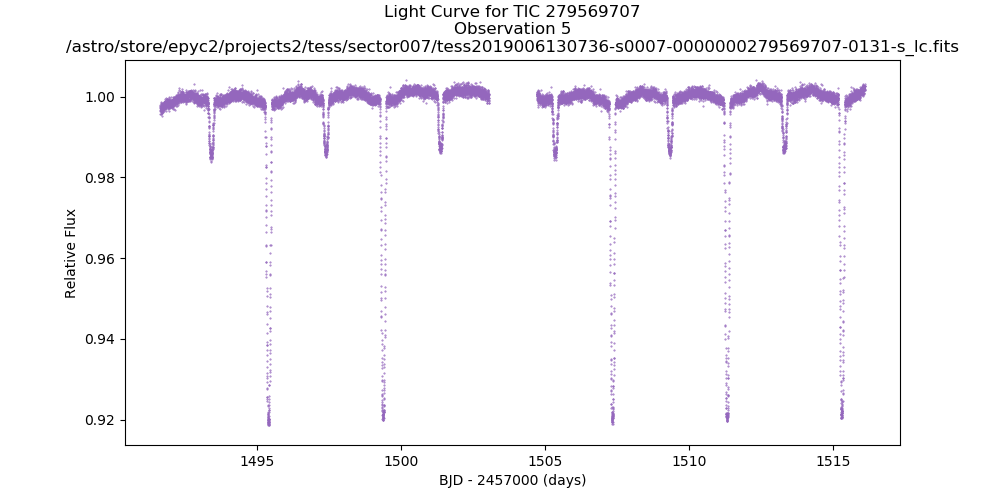 Light Curve for TIC 279569707
Observation 5
/astro/store/epyc2/projects2/tess/sector007/tess2019006130736-s0007-0000000279569707-0131-s_lc.fits
1.00
0.98
0.96
0.94
0.92
Relative Flux
1495
1500
1505
1510
1515
BJD - 2457000 (days)